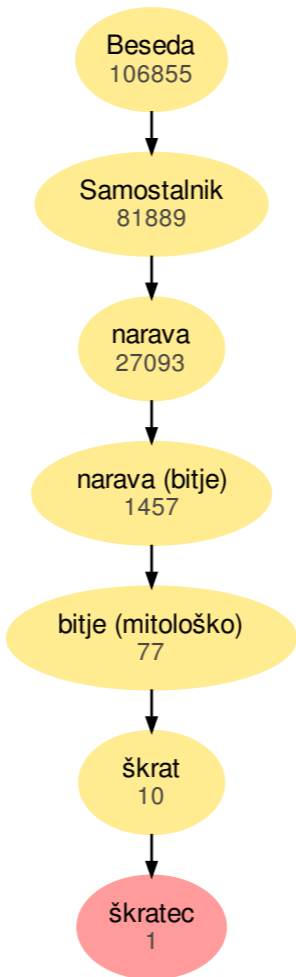 Beseda
106855
Samostalnik
81889
narava
27093
narava (bitje)
1457
bitje (mitološko)
77
škrat
10
škratec
1